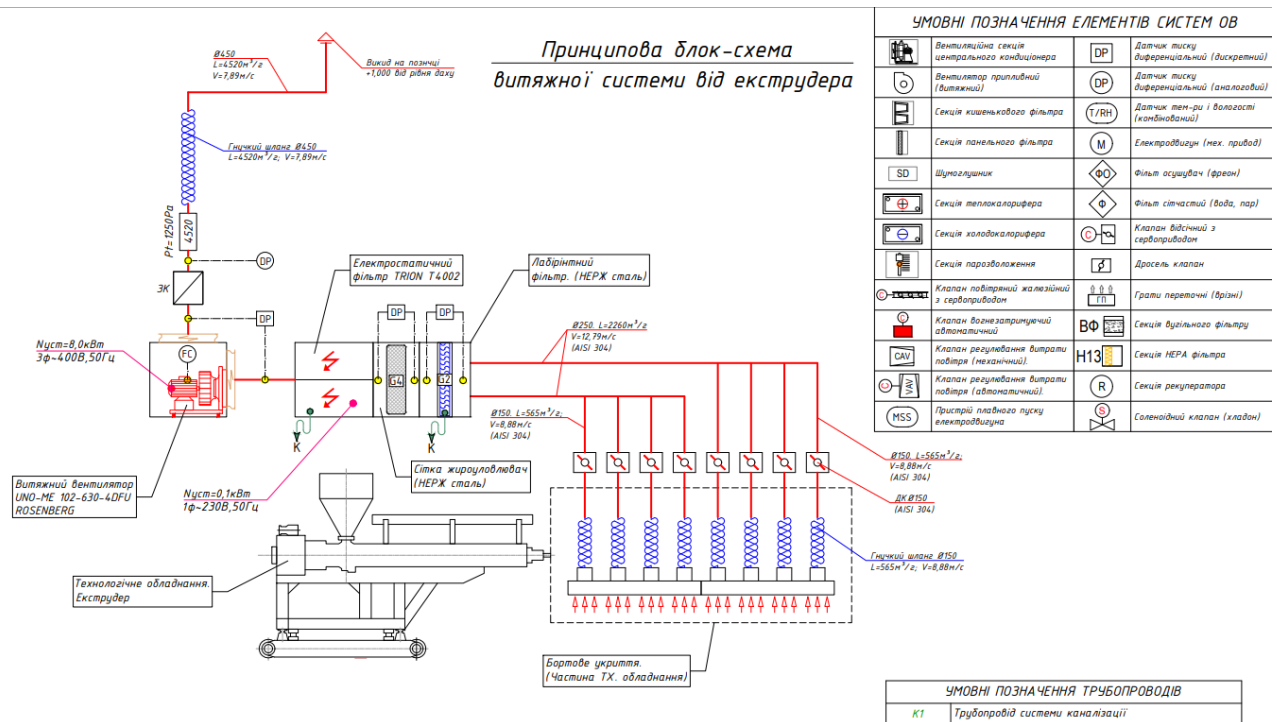 Принципова блок-схема
витяжної системи від екструдера
Ø450
L=4520м³/г
V=7,89м/с
Викид на позначці
+1,000 від рівня даху
Гнучкий шланг Ø450
L=4520м³/г; V=7,89м/с
Pt=1250Pa
4520
DP
ЗК
DP
Nуст=8,0кВт
3ф~400В,50Гц
FC
Витяжний вентилятор
UNO-ME 102-630-4DFU
ROSENBERG
Електростатичний
фільтр TRION T4002
Лабірінтний
фільтр. (НЕРЖ сталь)
DP
DP
G4
G2
К
К
Nуст=0,1кВт
1ф~230В,50Гц
Сітка жироуловлювач
(НЕРЖ сталь)
Ø250. L=2260м³/г
V=12,79м/с
(AISI 304)
Ø150. L=565м³/г;
V=8,88м/с
(AISI 304)
Ø150. L=565м³/г;
V=8,88м/с
(AISI 304)
ДК Ø150
(AISI 304)
Гнучкий шланг Ø150
L=565м³/г; V=8,88м/с
Технологічне обладнання.
Екструдер
Бортове укриття.
(Частина ТХ. обладнання)
УМОВНІ ПОЗНАЧЕННЯ ЕЛЕМЕНТІВ СИСТЕМ ОВ
Вентиляційна секція
центрального кондиціонера
DP
Датчик тиску
диференціальний (дискретний)
Вентилятор припливний
(витяжний)
DP
Датчик тиску
диференціальний (аналоговий)
Секція кишенькового фільтра
T/RH
Датчик тем-ри і вологості
(комбінований)
Секція панельного фільтра
M
Електродвигун (мех. привод)
SD
Шумоглушник
ФО
Фільт осушувач (фреон)
Секція теплокалорифера
Ф
Фільт сітчастий (вода, пар)
Секція холодокалорифера
C
Клапан відсічний з
сервоприводом
Секція парозволоження
Дросель клапан
C
Клапан повітряний жалюзійний
з сервоприводом
ГП
Грати переточні (врізні)
C
Клапан вогнезатримуючий
автоматичний
ВФ
Секція вугільного фільтру
CAV
Клапан регулювання витрати
повітря (механічний).
H13
Секція НЕРА фільтра
C
VAV
Клапан регулювання витрати
повітря (автоматичний).
R
Секція рекуператора
MSS
Пристрій плавного пуску
електродвигуна
S
Соленоїдний клапан (хладон)
УМОВНІ ПОЗНАЧЕННЯ ТРУБОПРОВОДІВ
К1
Трубопровід системи каналізації